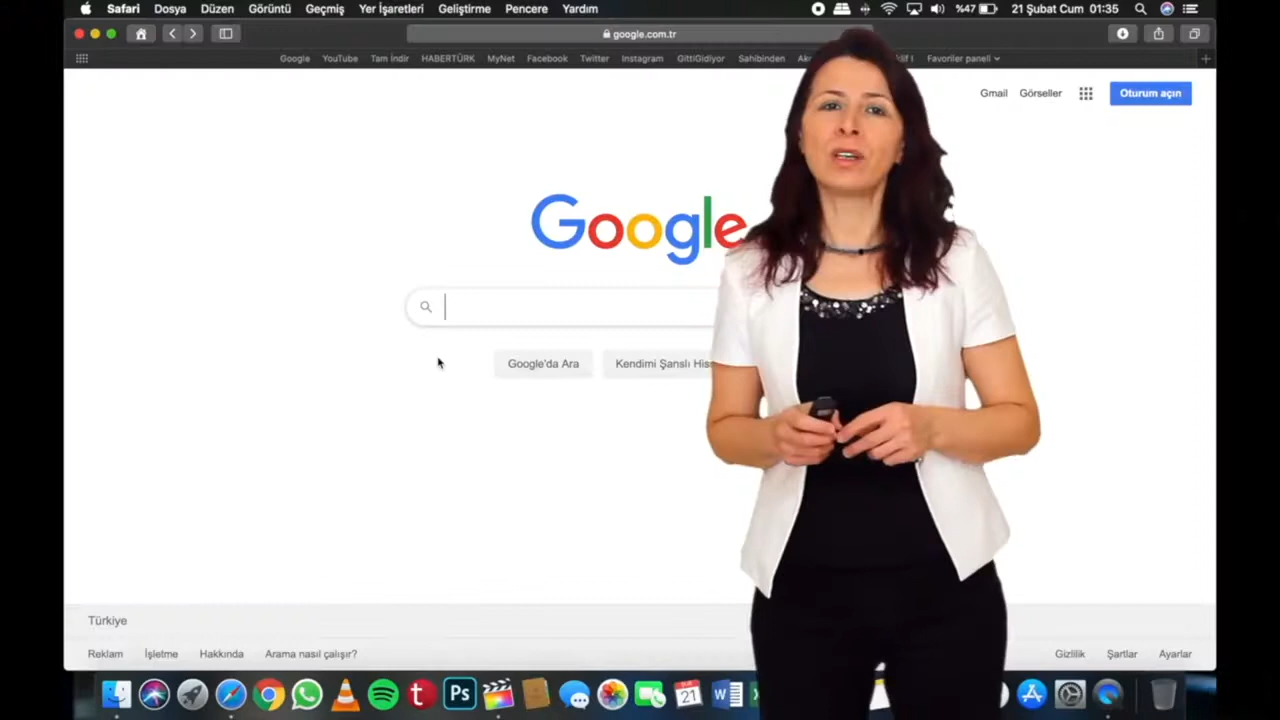 Safari Dosya Düzen Görüntü Geçmiş Yer İşaretleri Geliştirme Pencere Yardım %47 21 Şubat Cum 01:35
google.com.tr
Google YouTube Tam İndir HABERTÜRK MyNet Facebook Twitter Instagram GittiGidiyor Sahibinden Favoriler paneli
Gmail Görseller Oturum açın
Google
Google'da Ara Kendimi Şanslı
Türkiye
Reklam İşletme Hakkında Arama nasıl çalışır? Gizlilik Şartlar Ayarlar
Ps 21 W